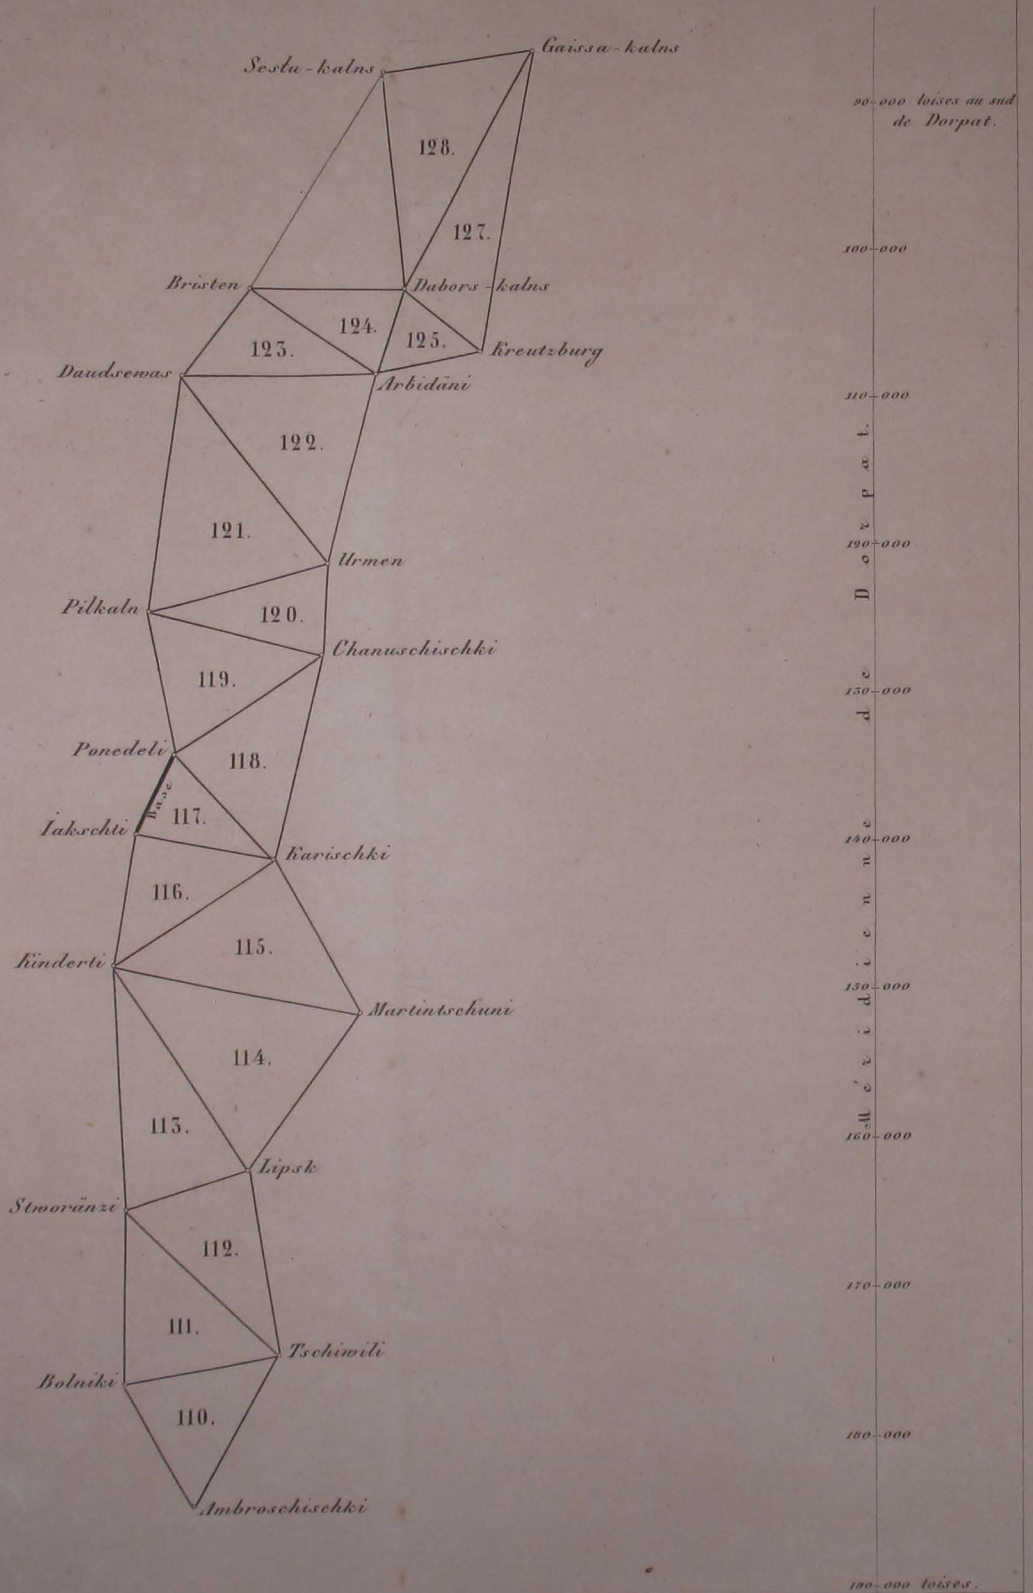 Gaissa-kalns
Sestu-kalns
90-000 toises au sud
de Dorpat.
128.
127.
100-000
Bristen
Dabors-kalns
124.
125.
123.
Kreutzburg
Daudsewas
Arbidäni
110-000
122.
121.
120-000
Urmen
Pilkaln
120.
Chanuschischki
119.
130-000
Ponedeli
118.
Base
117.
Iakschti
140-000
Karischki
116.
115.
Kinderti
150-000
Martintschuni
114.
113.
160-000
Lipsk
Stworänzi
112.
170-000
111.
Tschiwili
Bolniki
110.
180-000
Ambroschischki
190-000 toises.
Méridienne de Dorpat.